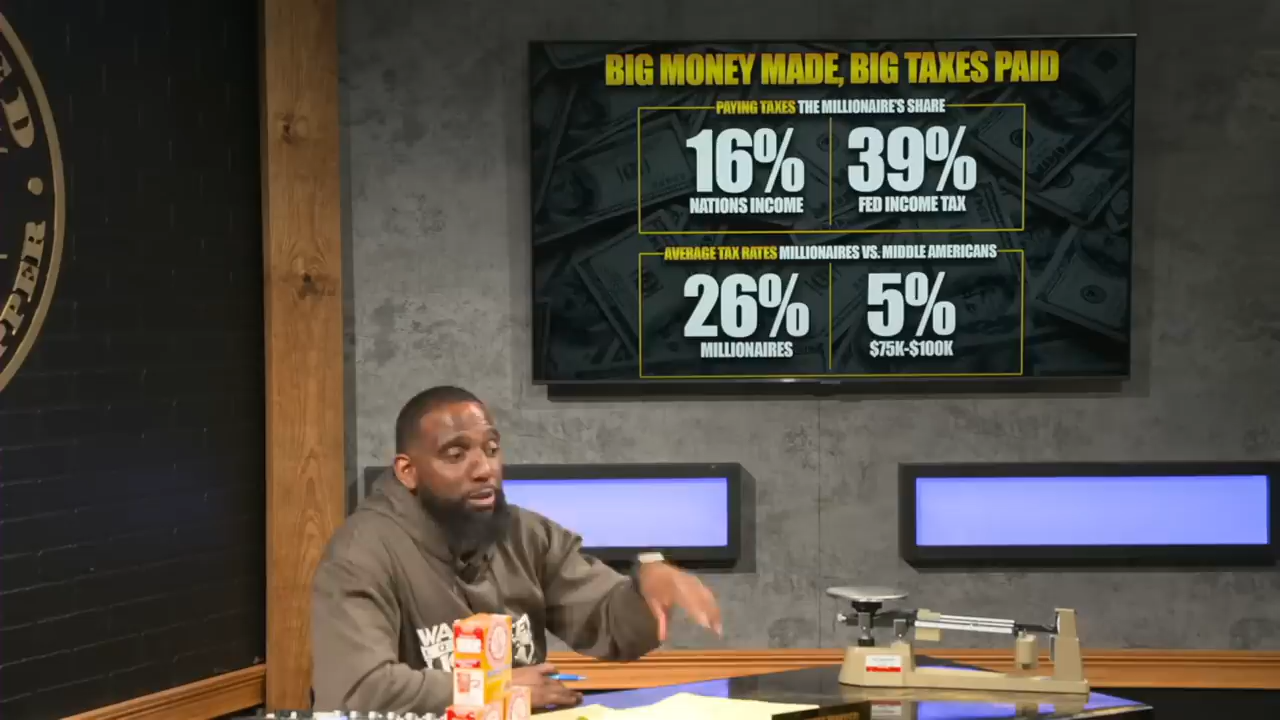 BIG MONEY MADE, BIG TAXES PAID
PAYING TAXES THE MILLIONAIRE'S SHARE
16%
NATIONS INCOME
39%
FED INCOME TAX
AVERAGE TAX RATES MILLIONAIRES VS. MIDDLE AMERICANS
26%
MILLIONAIRES
5%
$75K-$100K